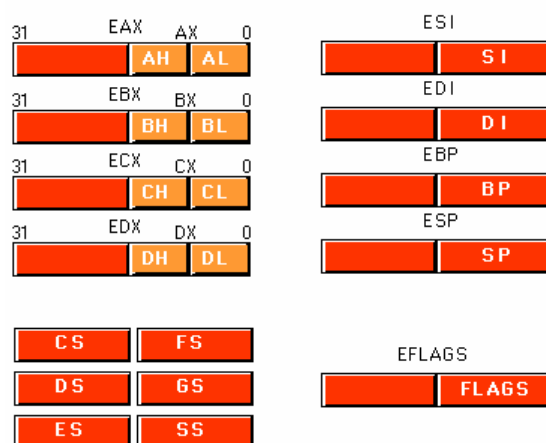 31 EAX AX 0
AH AL
31 EBX BX 0
BH BL
31 ECX CX 0
CH CL
31 EDX DX 0
DH DL
ESI
SI
EDI
DI
EBP
BP
ESP
SP
CS FS
DS GS
ES SS
EFLAGS
FLAGS